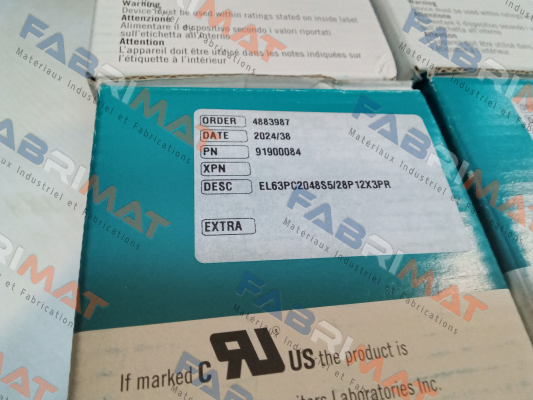 Warning
Device must be used within ratings stated on inside label
Attenzione
Alimentare il dispositivo secondo i valori riportati
sull'etichetta all'interno
Attention
L'appareil doit être utilisé dans les notes indiquées sur
l'étiquette à l'intérieur
ORDER 4883987
DATE 2024/38
PN 91900084
XPN
DESC EL63PC2048S5/28P12X3PR
EXTRA
If marked C UR ® US the product is
Laboratories Inc.
FABRIMAT
Materiaux Industriel et Fabrications